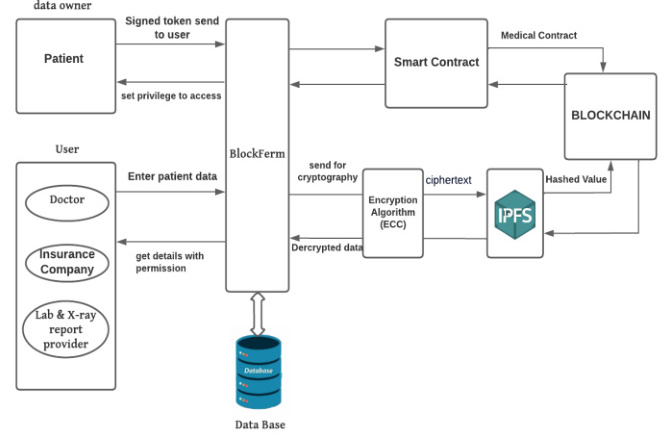 data owner
Signed token send
to user
Patient
set privilege to access
User
Doctor
Insurance
Company
Lab & X-ray
report
provider
Enter patient data
get details with
permission
BlockFerm
Smart Contract
Medical Contract
BLOCKCHAIN
send for
cryptography
Encryption
Algorithm
(ECC)
ciphertext
IPFS
Hashed Value
Dercrypted data
Database
Data Base